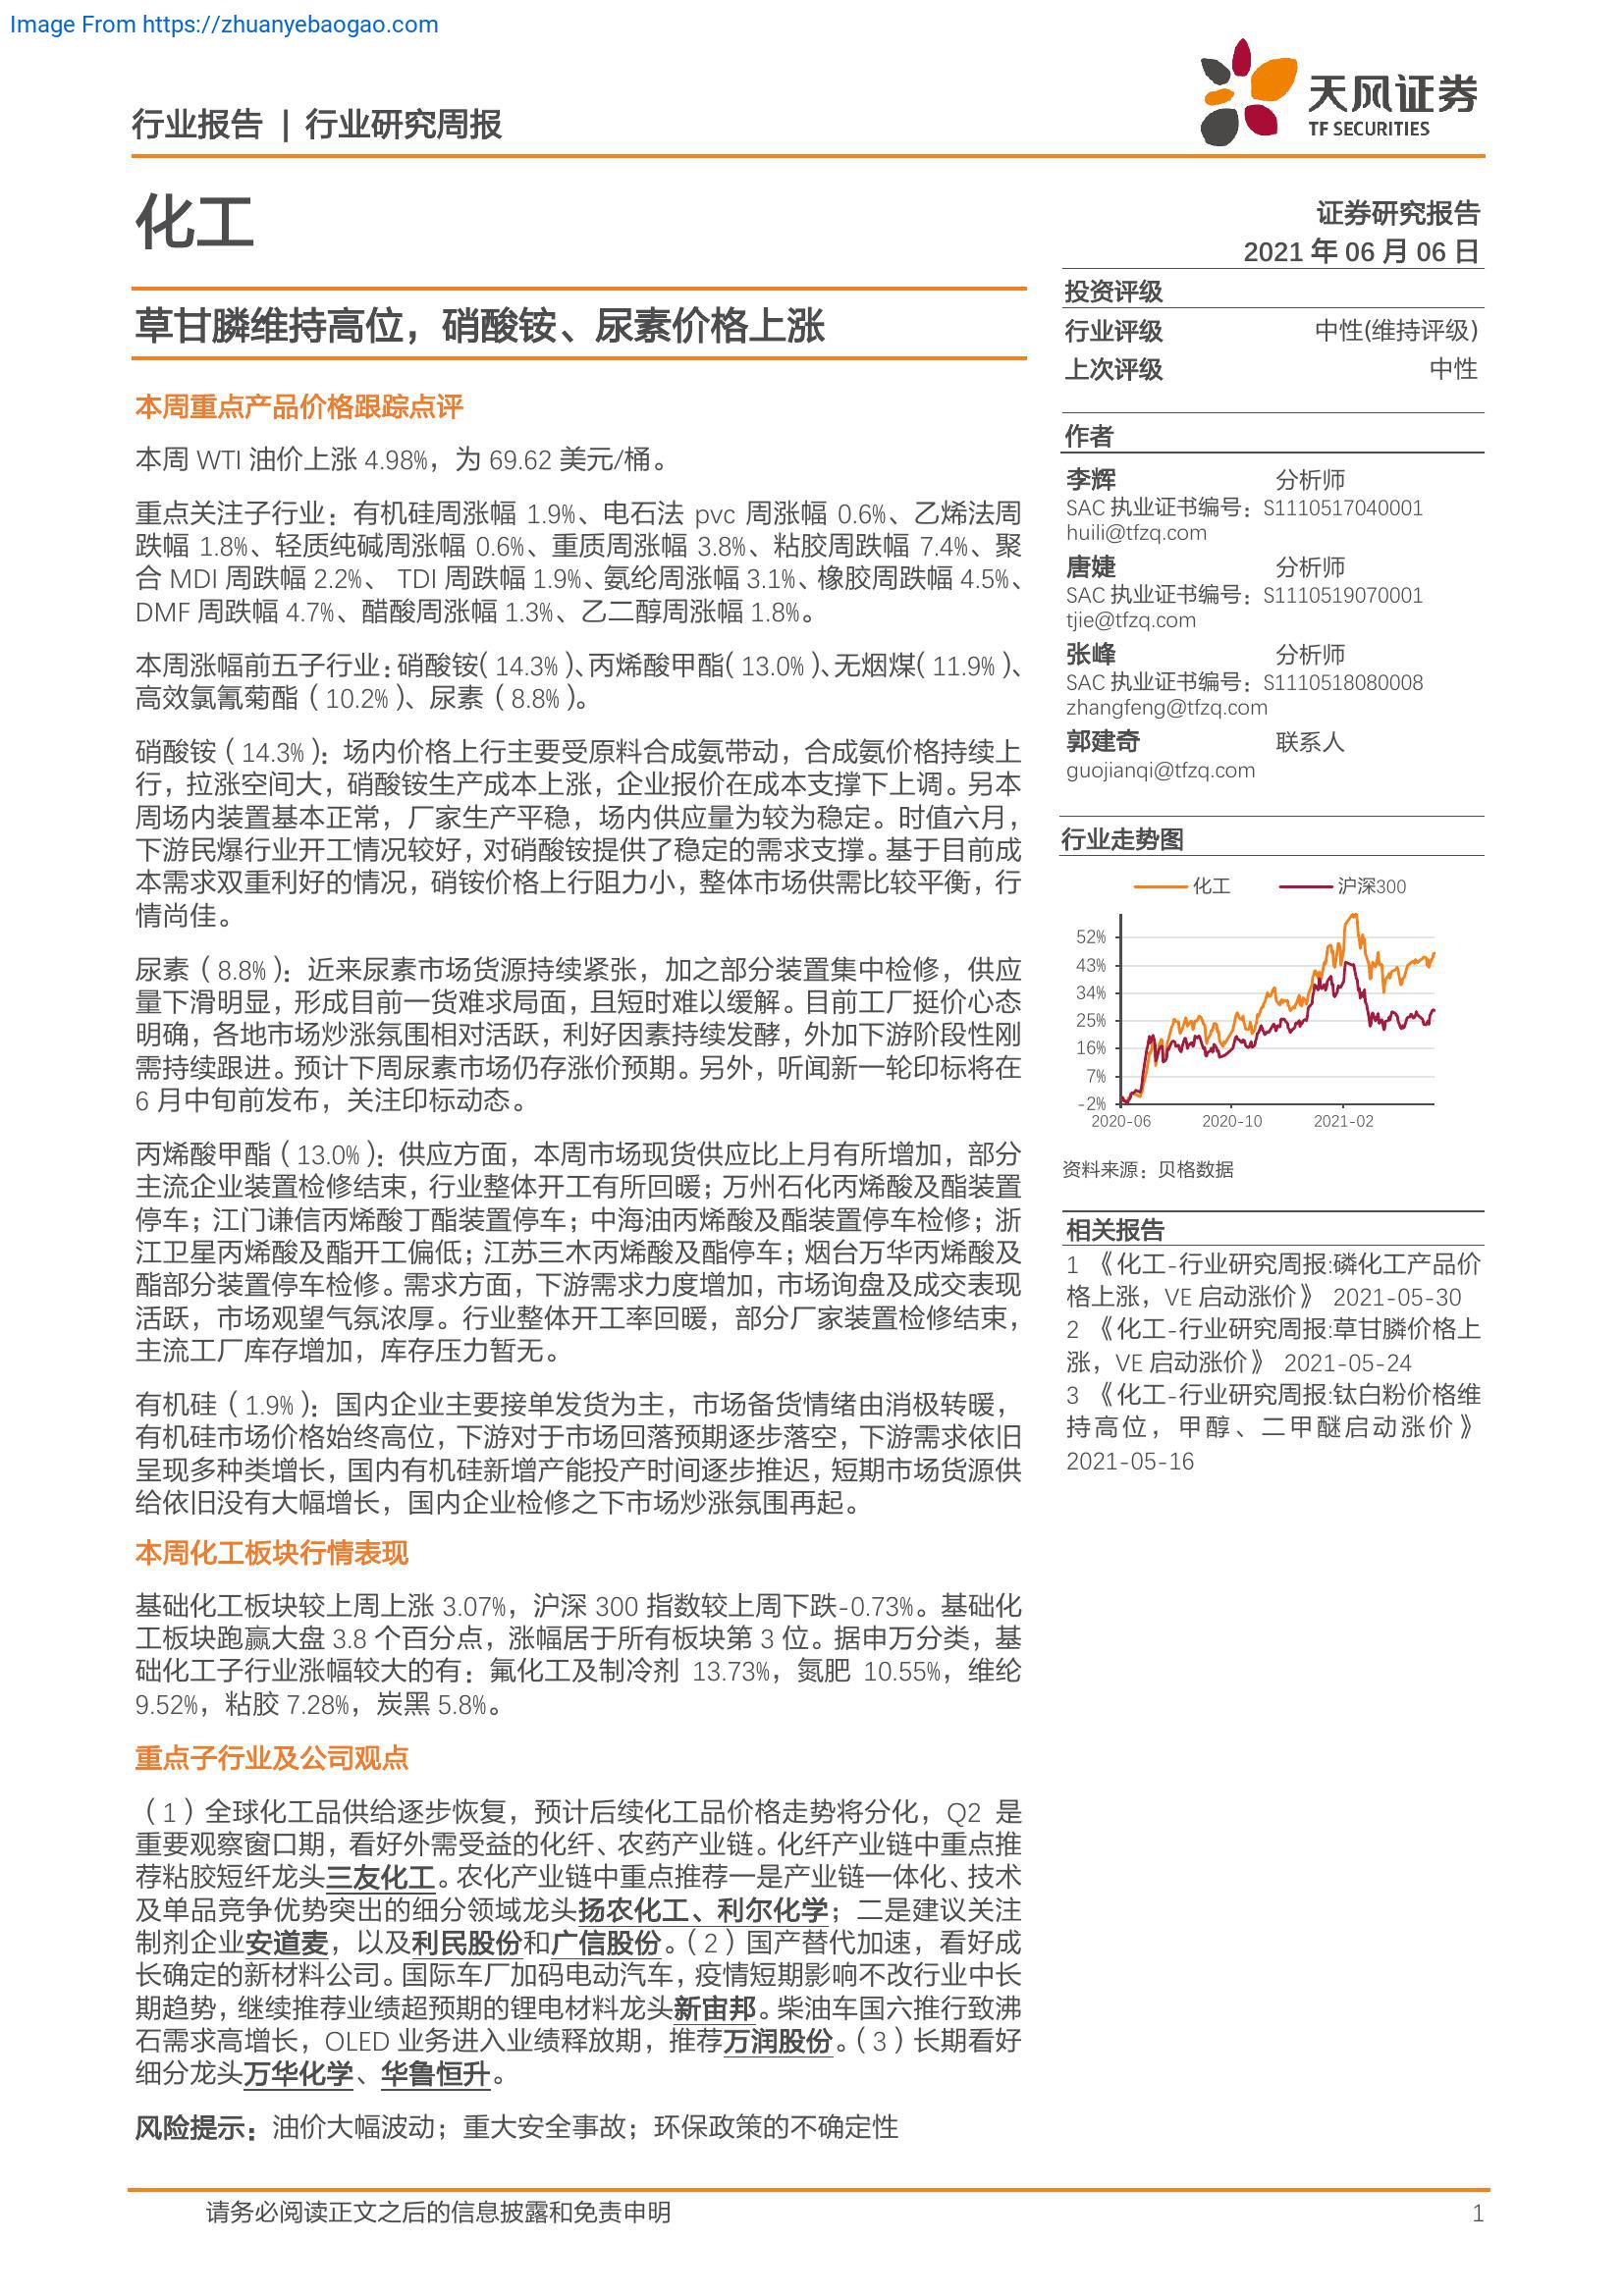 Image From https://zhuanyebaogao.com
行业报告 | 行业研究周报
天风证券
TF SECURITIES
化工
证券研究报告
2021 年 06 月 06 日
草甘膦维持高位，硝酸铵、尿素价格上涨
本周重点产品价格跟踪点评
本周 WTI 油价上涨 4.98%，为 69.62 美元/桶。
重点关注子行业：有机硅周涨幅 1.9%、电石法 pvc 周涨幅 0.6%、乙烯法周
跌幅 1.8%、轻质纯碱周涨幅 0.6%、重质周涨幅 3.8%、粘胶周跌幅 7.4%、聚
合 MDI 周跌幅 2.2%、 TDI 周跌幅 1.9%、氨纶周涨幅 3.1%、橡胶周跌幅 4.5%、
DMF 周跌幅 4.7%、醋酸周涨幅 1.3%、乙二醇周涨幅 1.8%。
本周涨幅前五子行业：硝酸铵（14.3%）、丙烯酸甲酯（13.0%）、无烟煤（11.9%）、
高效氯氰菊酯（10.2%）、尿素（8.8%）。
硝酸铵（14.3%）：场内价格上行主要受原料合成氨带动，合成氨价格持续上
行，拉涨空间大，硝酸铵生产成本上涨，企业报价在成本支撑下上调。另本
周场内装置基本正常，厂家生产平稳，场内供应量为较为稳定。时值六月，
下游民爆行业开工情况较好，对硝酸铵提供了稳定的需求支撑。基于目前成
本需求双重利好的情况，硝铵价格上行阻力小，整体市场供需比较平衡，行
情尚佳。
尿素（8.8%）：近来尿素市场货源持续紧张，加之部分装置集中检修，供应
量下滑明显，形成目前一货难求局面，且短时难以缓解。目前工厂挺价心态
明确，各地市场炒涨氛围相对活跃，利好因素持续发酵，外加下游阶段性刚
需持续跟进。预计下周尿素市场仍存涨价预期。另外，听闻新一轮印标将在
6 月中旬前发布，关注印标动态。
丙烯酸甲酯（13.0%）：供应方面，本周市场现货供应比上月有所增加，部分
主流企业装置检修结束，行业整体开工有所回暖；万州石化丙烯酸及酯装置
停车；江门谦信丙烯酸丁酯装置停车；中海油丙烯酸及酯装置停车检修；浙
江卫星丙烯酸及酯开工偏低；江苏三木丙烯酸及酯停车；烟台万华丙烯酸及
酯部分装置停车检修。需求方面，下游需求力度增加，市场询盘及成交表现
活跃，市场观望气氛浓厚。行业整体开工率回暖，部分厂家装置检修结束，
主流工厂库存增加，库存压力暂无。
有机硅（1.9%）：国内企业主要接单发货为主，市场备货情绪由消极转暖，
有机硅市场价格始终高位，下游对于市场回落预期逐步落空，下游需求依旧
呈现多种类增长，国内有机硅新增产能投产时间逐步推迟，短期市场货源供
给依旧没有大幅增长，国内企业检修之下市场炒涨氛围再起。
本周化工板块行情表现
基础化工板块较上周上涨 3.07%，沪深 300 指数较上周下跌-0.73%。基础化
工板块跑赢大盘 3.8 个百分点，涨幅居于所有板块第 3 位。据申万分类，基
础化工子行业涨幅较大的有：氟化工及制冷剂 13.73%，氮肥 10.55%，维纶
9.52%，粘胶 7.28%，炭黑 5.8%。
重点子行业及公司观点
（1）全球化工品供给逐步恢复，预计后续化工品价格走势将分化，Q2 是
重要观察窗口期，看好外需受益的化纤、农药产业链。化纤产业链中重点推
荐粘胶短纤龙头三友化工。农化产业链中重点推荐一是产业链一体化、技术
及单品竞争优势突出的细分领域龙头扬农化工、利尔化学；二是建议关注
制剂企业安道麦，以及利民股份和广信股份。（2）国产替代加速，看好成
长确定的新材料公司。国际车厂加码电动汽车，疫情短期影响不改行业中长
期趋势，继续推荐业绩超预期的锂电材料龙头新宙邦。柴油车国六推行致沸
石需求高增长，OLED 业务进入业绩释放期，推荐万润股份。（3）长期看好
细分龙头万华化学、华鲁恒升。
风险提示：油价大幅波动；重大安全事故；环保政策的不确定性
投资评级
行业评级 中性(维持评级)
上次评级 中性
作者
李辉 分析师
SAC 执业证书编号：S1110517040001
huili@tfzq.com
唐婕 分析师
SAC 执业证书编号：S1110519070001
tjie@tfzq.com
张峰 分析师
SAC 执业证书编号：S1110518080008
zhangfeng@tfzq.com
郭建奇 联系人
guojianqi@tfzq.com
行业走势图
化工 沪深300
52%
43%
34%
25%
16%
7%
-2%
2020-06 2020-10 2021-02
资料来源：贝格数据
相关报告
1 《化工-行业研究周报:磷化工产品价
格上涨，VE 启动涨价》 2021-05-30
2 《化工-行业研究周报:草甘膦价格上
涨，VE 启动涨价》 2021-05-24
3 《化工-行业研究周报:钛白粉价格维
持高位，甲醇、二甲醚启动涨价》
2021-05-16
请务必阅读正文之后的信息披露和免责申明 1